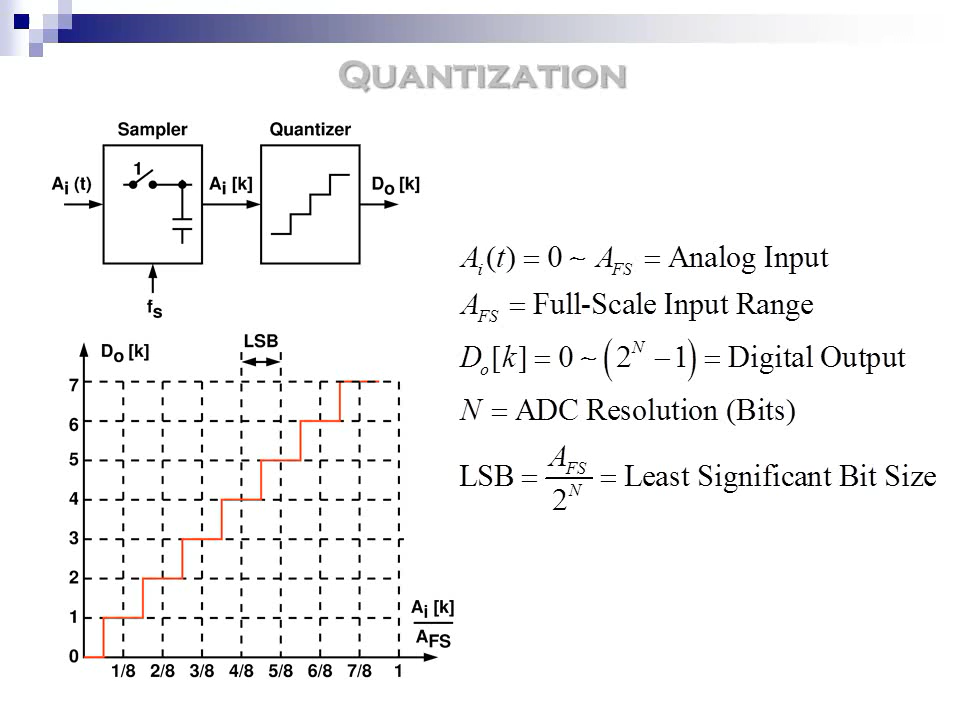 QUANTIZATION
Sampler
Quantizer
1
Ai (t)
Ai [k]
Do [k]
fs
Ai(t) = 0 ~ AFS = Analog Input
AFS = Full-Scale Input Range
Do[k] = 0 ~ (2^N − 1) = Digital Output
N = ADC Resolution (Bits)
LSB = AFS / 2^N = Least Significant Bit Size
LSB
Do [k]
7
6
5
4
3
2
1
0
Ai [k]
AFS
1/8 2/8 3/8 4/8 5/8 6/8 7/8 1